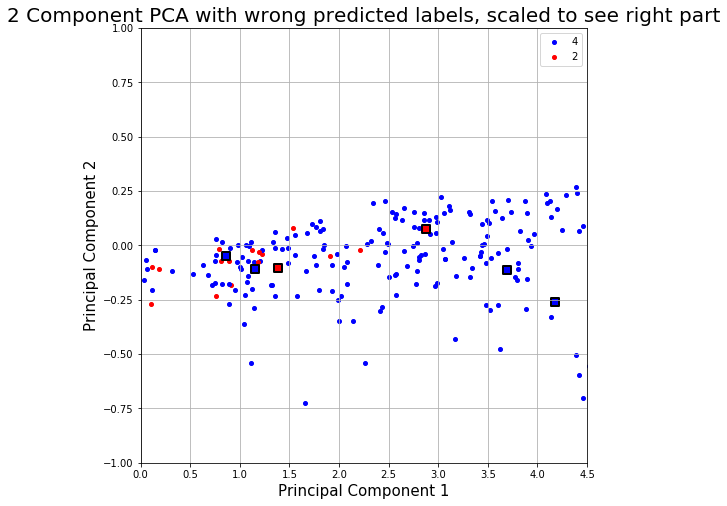 2 Component PCA with wrong predicted labels, scaled to see right part
4
2
1.00
0.75
0.50
0.25
0.00
−0.25
−0.50
−0.75
−1.00
Principal Component 2
0.0 0.5 1.0 1.5 2.0 2.5 3.0 3.5 4.0 4.5
Principal Component 1